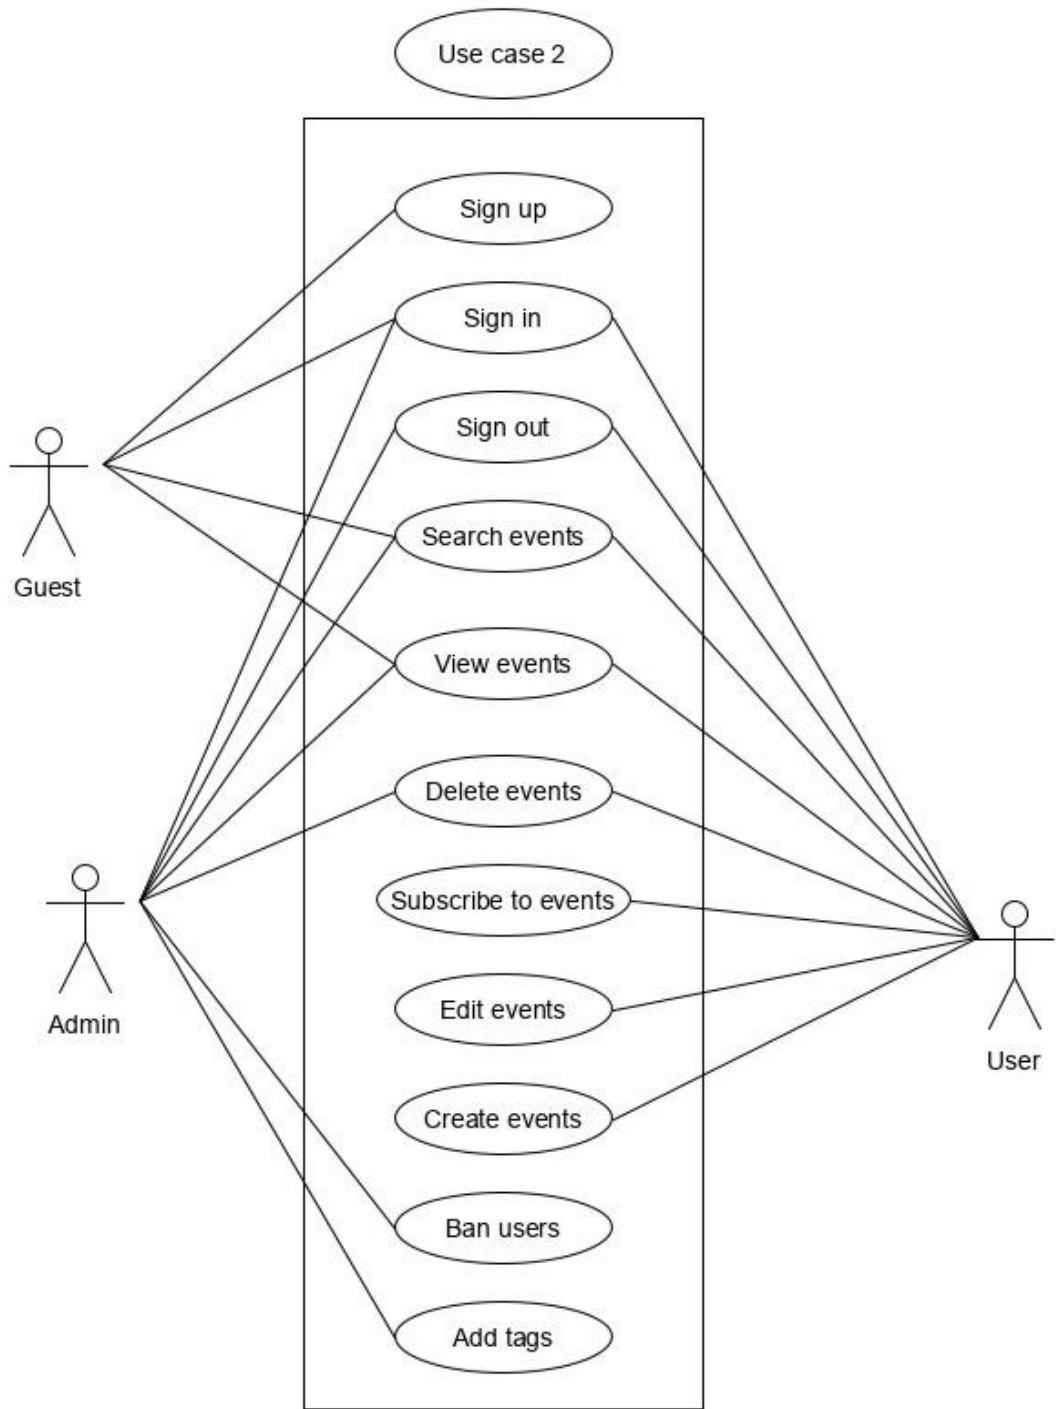 Use case 2
Sign up
Sign in
Sign out
Search events
Guest
View events
Delete events
Subscribe to events
Edit events
Admin
User
Create events
Ban users
Add tags